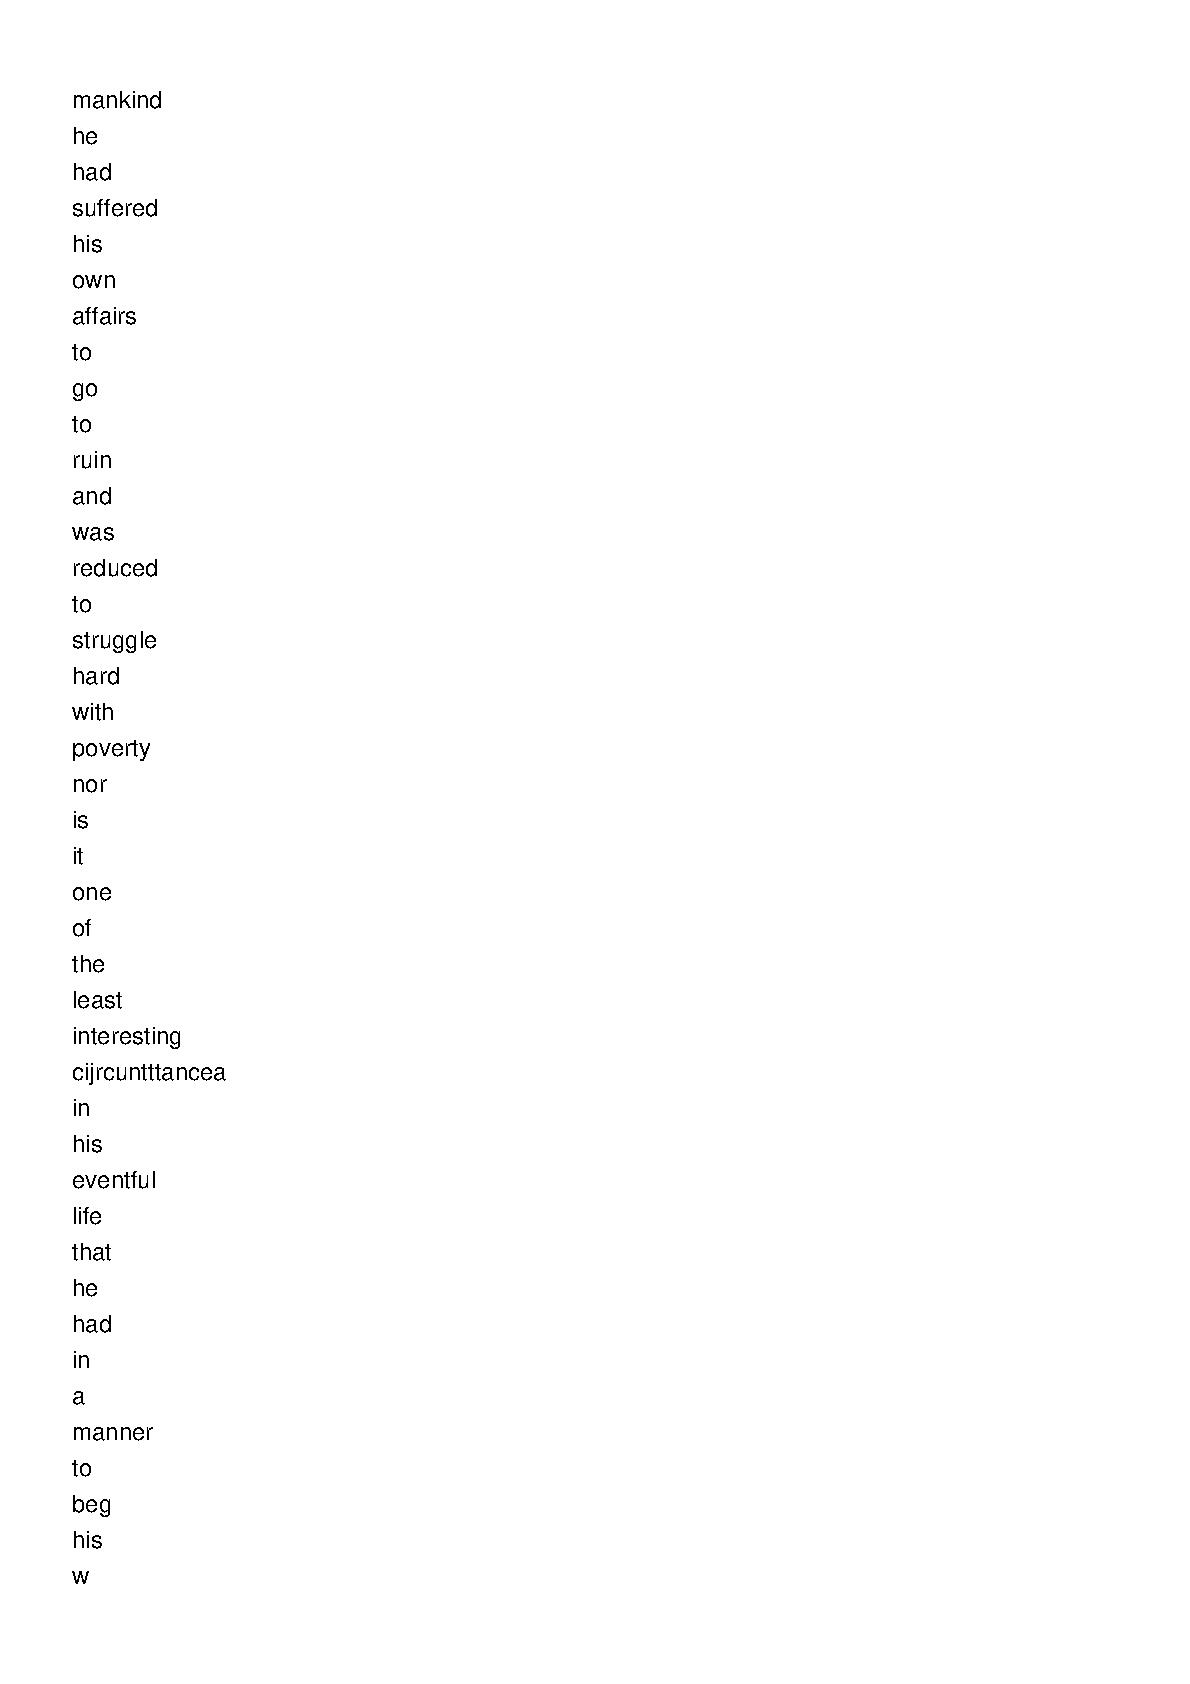 mankind
he
had
suffered
his
own
affairs
to
go
to
ruin
and
was
reduced
to
struggle
hard
with
poverty
nor
is
it
one
of
the
least
interesting
cijrcuntttancea
in
his
eventful
life
that
he
had
in
a
manner
to
beg
his
w